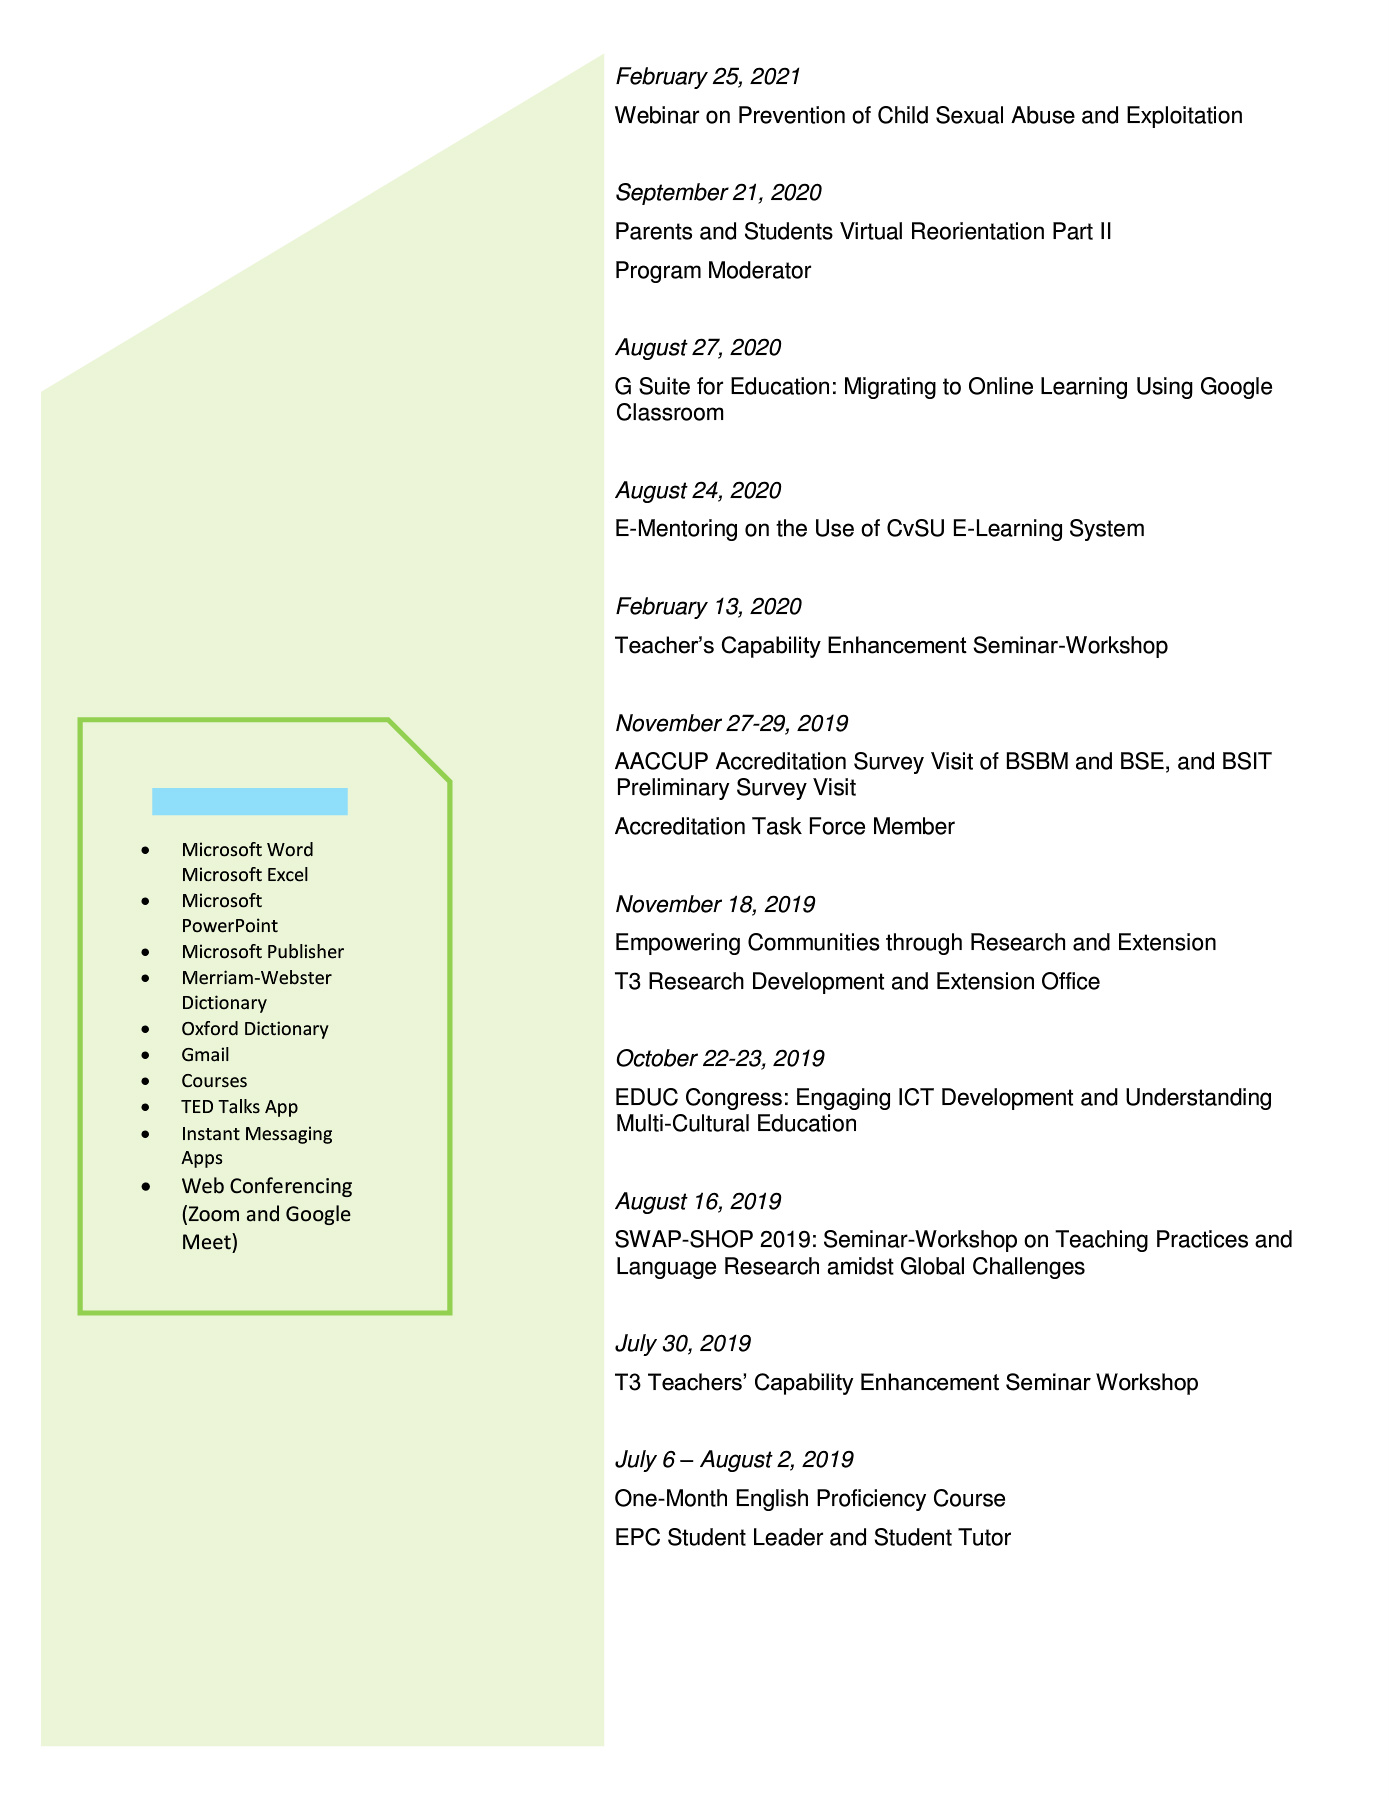 February 25, 2021
Webinar on Prevention of Child Sexual Abuse and Exploitation
September 21, 2020
Parents and Students Virtual Reorientation Part II
Program Moderator
August 27, 2020
G Suite for Education: Migrating to Online Learning Using Google
Classroom
August 24, 2020
E-Mentoring on the Use of CvSU E-Learning System
February 13, 2020
Teacher’s Capability Enhancement Seminar-Workshop
November 27-29, 2019
AACCUP Accreditation Survey Visit of BSBM and BSE, and BSIT
Preliminary Survey Visit
Accreditation Task Force Member
November 18, 2019
Empowering Communities through Research and Extension
T3 Research Development and Extension Office
October 22-23, 2019
EDUC Congress: Engaging ICT Development and Understanding
Multi-Cultural Education
August 16, 2019
SWAP-SHOP 2019: Seminar-Workshop on Teaching Practices and
Language Research amidst Global Challenges
July 30, 2019
T3 Teachers’ Capability Enhancement Seminar Workshop
July 6 – August 2, 2019
One-Month English Proficiency Course
EPC Student Leader and Student Tutor
• Microsoft Word
Microsoft Excel
• Microsoft
PowerPoint
• Microsoft Publisher
• Merriam-Webster
Dictionary
• Oxford Dictionary
• Gmail
• Courses
• TED Talks App
• Instant Messaging
Apps
• Web Conferencing
(Zoom and Google
Meet)